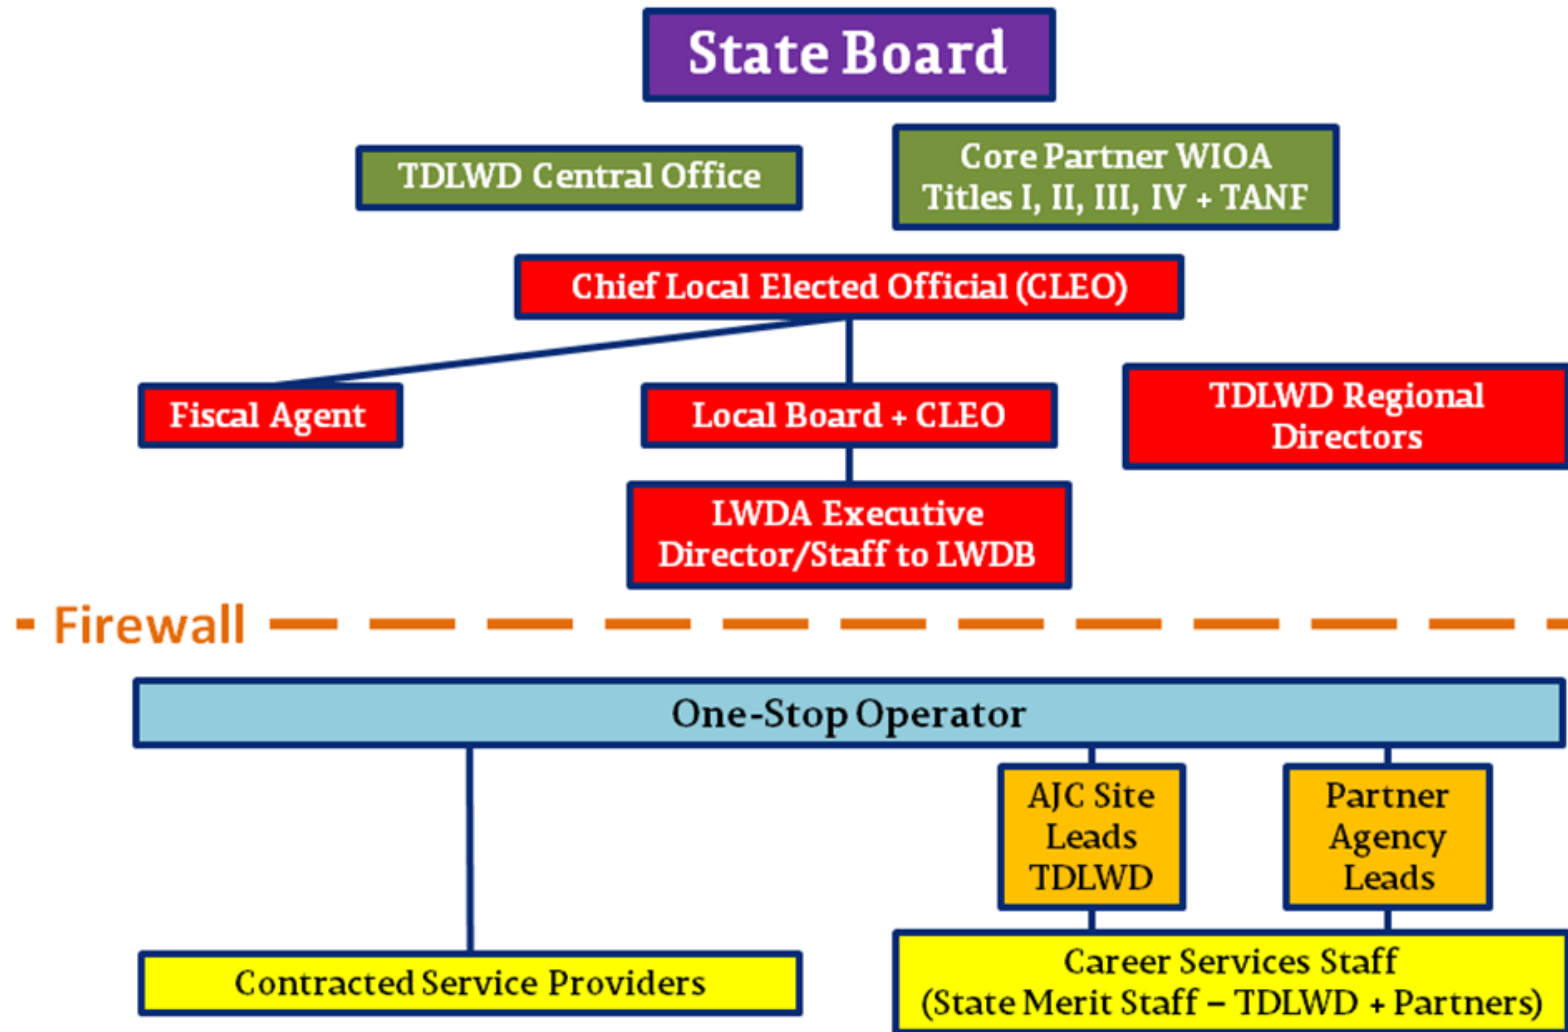 State Board
TDLWD Central Office
Core Partner WIOA
Titles I, II, III, IV + TANF
Chief Local Elected Official (CLEO)
Fiscal Agent
Local Board + CLEO
TDLWD Regional
Directors
LWDA Executive
Director/Staff to LWDB
Firewall
One-Stop Operator
AJC Site
Leads
TDLWD
Partner
Agency
Leads
Contracted Service Providers
Career Services Staff
(State Merit Staff – TDLWD + Partners)